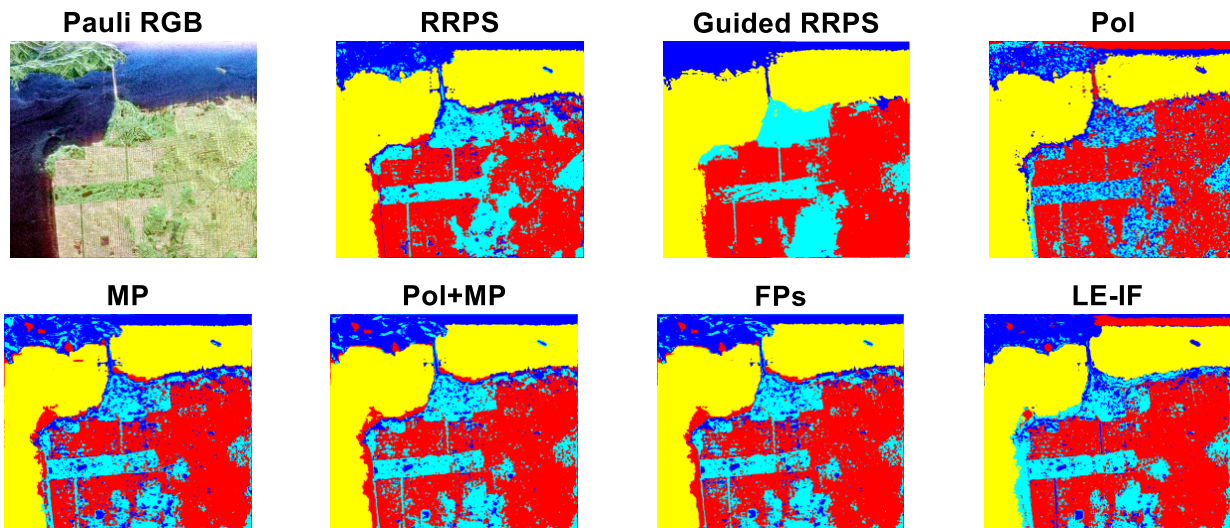 Pauli RGB
RRPS
Guided RRPS
Pol
MP
Pol+MP
FPs
LE-IF